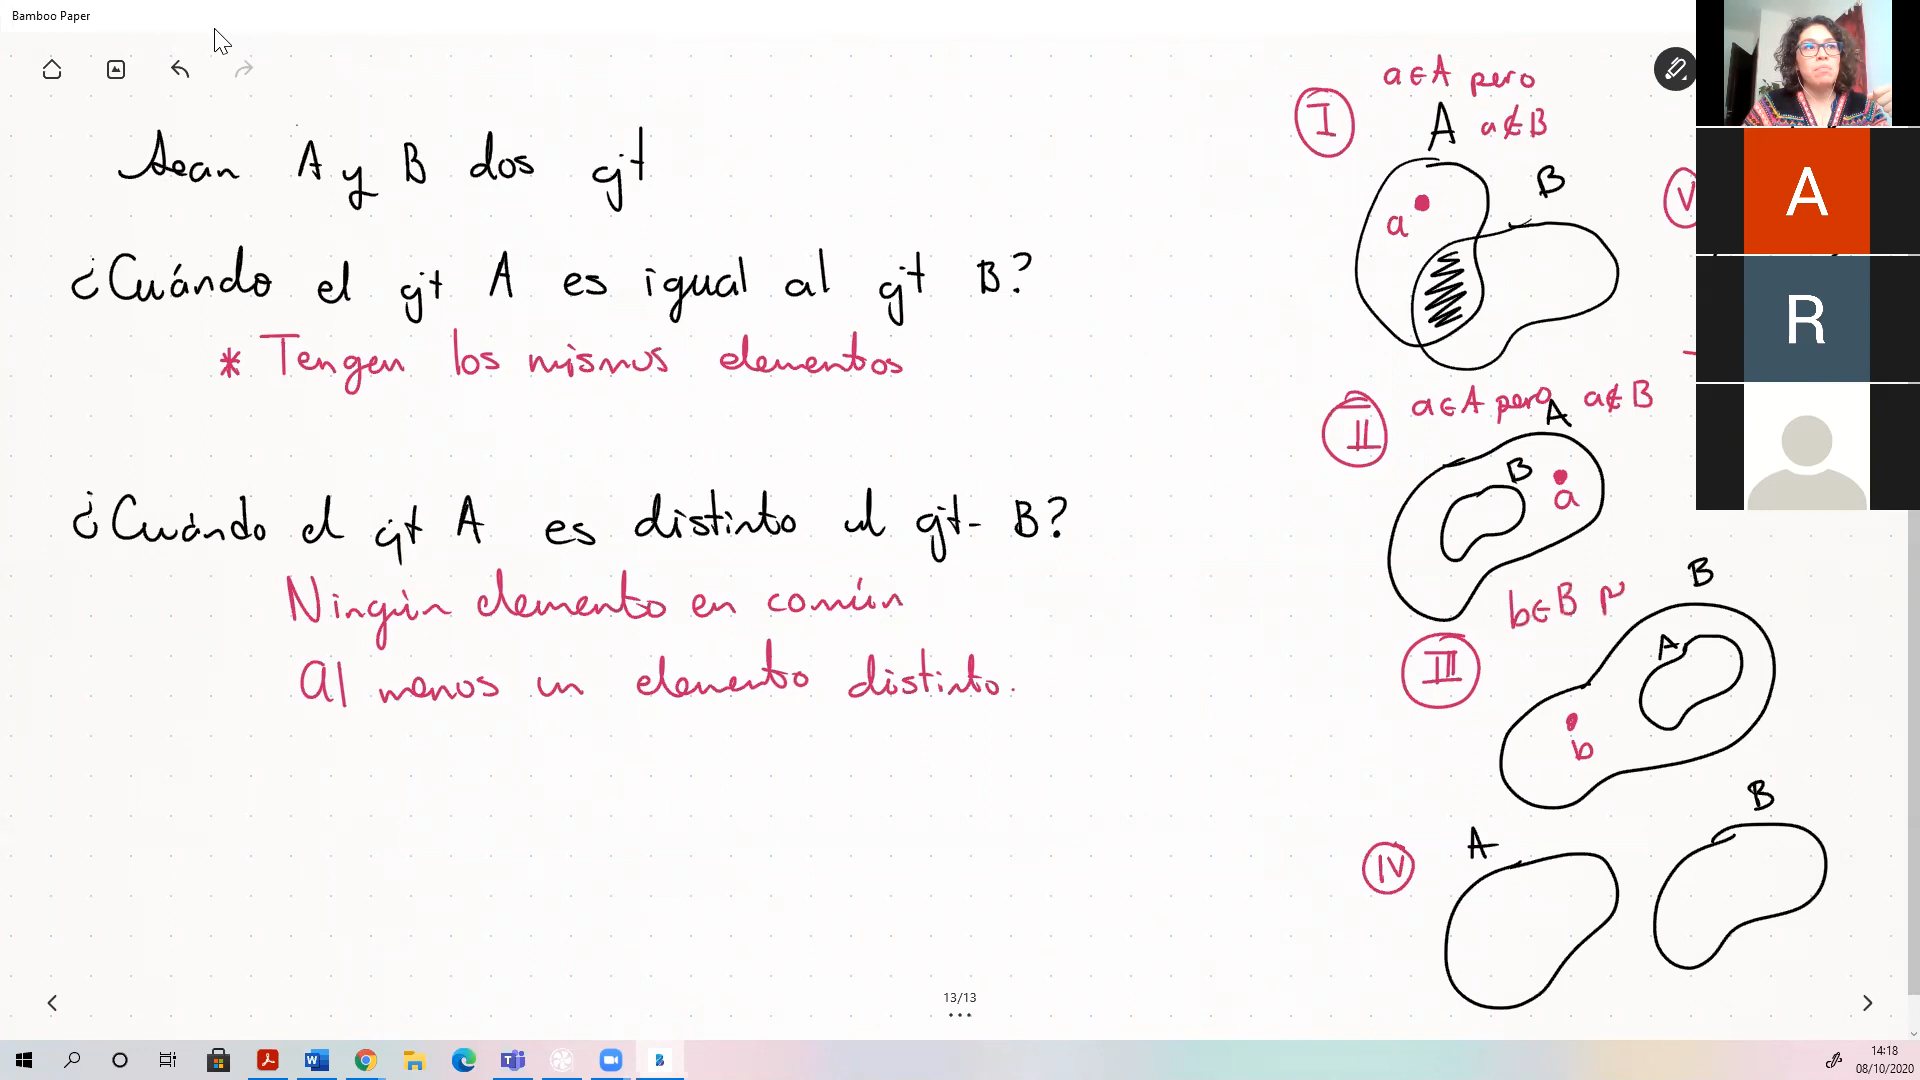 Bamboo Paper
Sean A y B dos cjt
¿Cuándo el cjt A es igual al cjt B?
* Tengen los mismos elementos
¿Cuándo el cjt A es distinto al cjt B?
Ningún elemento en común
Al menos un elemento distinto.
I
a∈A pero
a∉B
A
B
a
V
II
a∈A pero a∉B
A
B
a
b∈B
III
B
A
b
IV
A
B
A
R
13/13
14:18
08/10/2020